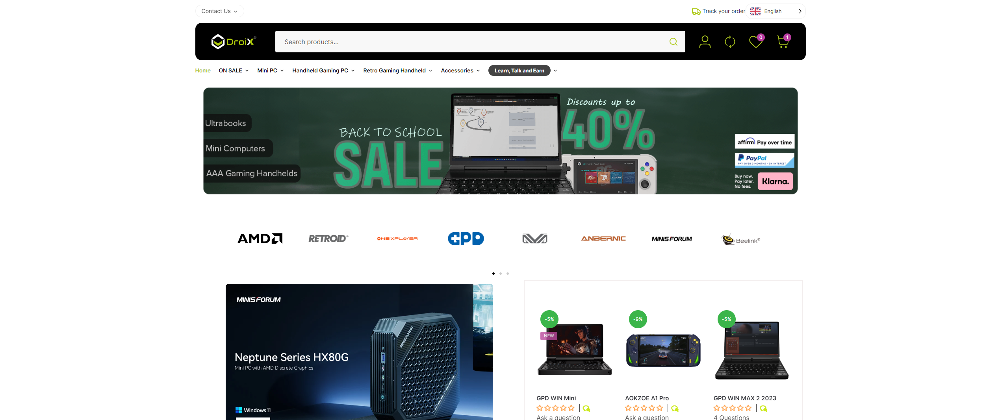 Contact Us
Track your order
English
DroiX®
Search products...
0
1
Home
ON SALE
Mini PC
Handheld Gaming PC
Retro Gaming Handheld
Accessories
Learn, Talk and Earn
Ultrabooks
Mini Computers
AAA Gaming Handhelds
BACK TO SCHOOL
SALE
Discounts up to
40%
affirm Pay over time
PayPal
PAY OVER 3 MONTHS - 0% INTEREST
Buy now.
Pay later.
No fees.
Klarna.
AMD
RETROID®
ONEXPLAYER
GPD
ANBERNIC
MINISFORUM
Beelink®
MINISFORUM
Neptune Series HX80G
Mini PC with AMD Discrete Graphics
MINISFORUM
Windows 11
-5%
NEW
-9%
-5%
GPD WIN Mini
AOKZOE A1 Pro
GPD WIN MAX 2 2023
Ask a question
Ask a question
4 Questions